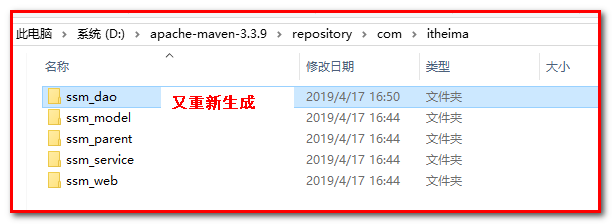 此电脑 › 系统 (D:) › apache-maven-3.3.9 › repository › com › itheima
名称 修改日期 类型 大小
ssm_dao 又重新生成 2019/4/17 16:50 文件夹
ssm_model 2019/4/17 16:44 文件夹
ssm_parent 2019/4/17 16:44 文件夹
ssm_service 2019/4/17 16:44 文件夹
ssm_web 2019/4/17 16:44 文件夹